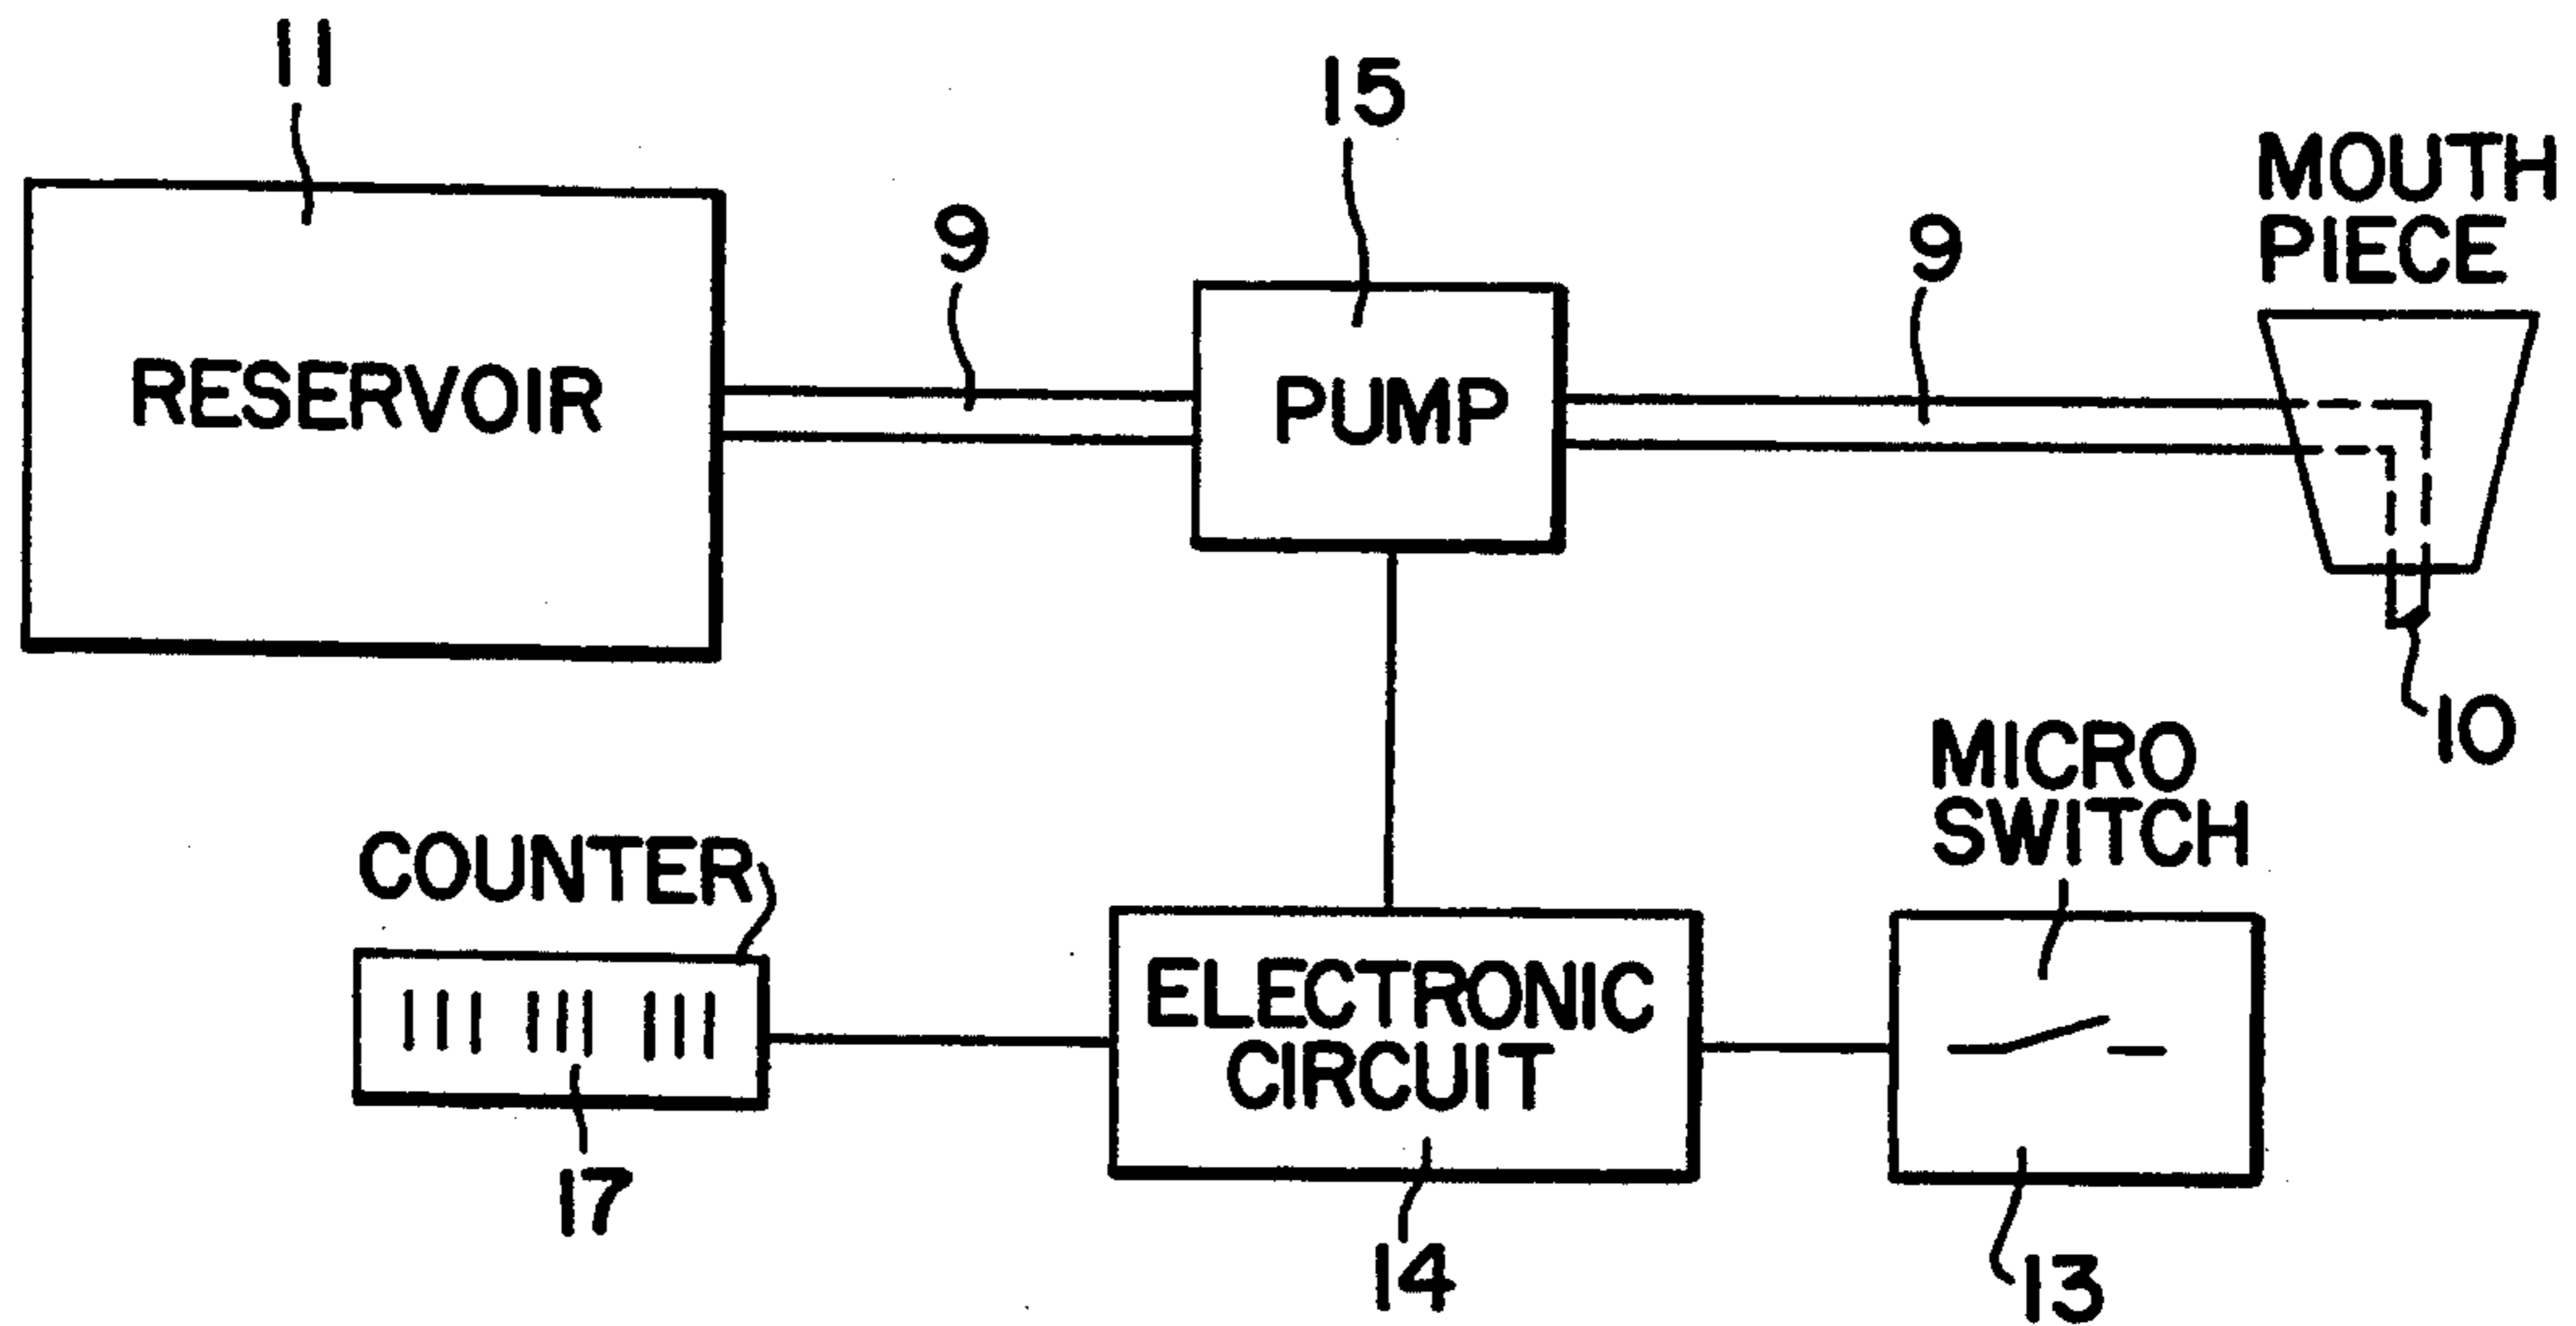 11
15
MOUTH
PIECE
9
9
RESERVOIR
PUMP
10
MICRO
SWITCH
COUNTER
ELECTRONIC
CIRCUIT
17
14
13